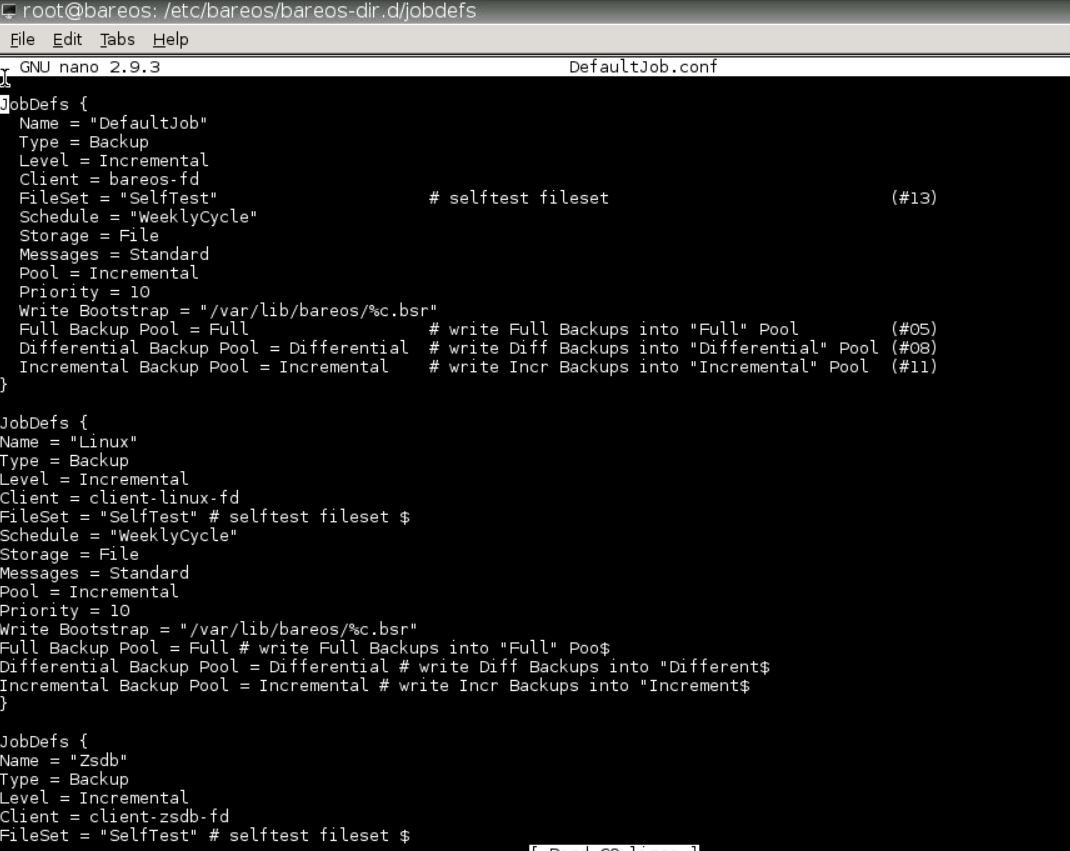 root@bareos: /etc/bareos/bareos-dir.d/jobdefs
File Edit Tabs Help
GNU nano 2.9.3 DefaultJob.conf
JobDefs {
Name = "DefaultJob"
Type = Backup
Level = Incremental
Client = bareos-fd
FileSet = "SelfTest" # selftest fileset (#13)
Schedule = "WeeklyCycle"
Storage = File
Messages = Standard
Pool = Incremental
Priority = 10
Write Bootstrap = "/var/lib/bareos/%c.bsr"
Full Backup Pool = Full # write Full Backups into "Full" Pool (#05)
Differential Backup Pool = Differential # write Diff Backups into "Differential" Pool (#08)
Incremental Backup Pool = Incremental # write Incr Backups into "Incremental" Pool (#11)
}
JobDefs {
Name = "Linux"
Type = Backup
Level = Incremental
Client = client-linux-fd
FileSet = "SelfTest" # selftest fileset $
Schedule = "WeeklyCycle"
Storage = File
Messages = Standard
Pool = Incremental
Priority = 10
Write Bootstrap = "/var/lib/bareos/%c.bsr"
Full Backup Pool = Full # write Full Backups into "Full" Poo$
Differential Backup Pool = Differential # write Diff Backups into "Different$
Incremental Backup Pool = Incremental # write Incr Backups into "Increment$
}
JobDefs {
Name = "Zsdb"
Type = Backup
Level = Incremental
Client = client-zsdb-fd
FileSet = "SelfTest" # selftest fileset $